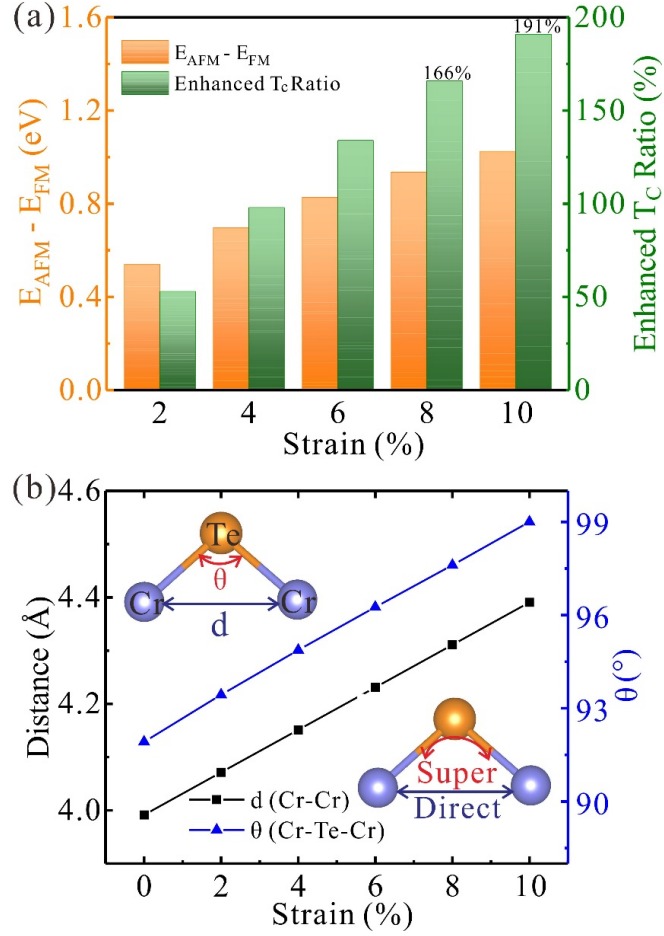 (a)
1.6
1.2
0.8
0.4
0.0
E_AFM - E_FM (eV)
E_AFM - E_FM
Enhanced T_c Ratio
166%
191%
200
150
100
50
0
Enhanced T_C Ratio (%)
2 4 6 8 10
Strain (%)
(b)
4.6
4.4
4.2
4.0
Distance (Å)
Te
θ
Cr Cr
d
Super
Direct
d (Cr-Cr)
θ (Cr-Te-Cr)
99
96
93
90
θ (°)
0 2 4 6 8 10
Strain (%)